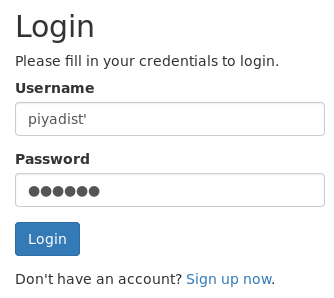 Login
Please fill in your credentials to login.
Username
piyadist'
Password
●●●●●●
Login
Don't have an account? Sign up now.